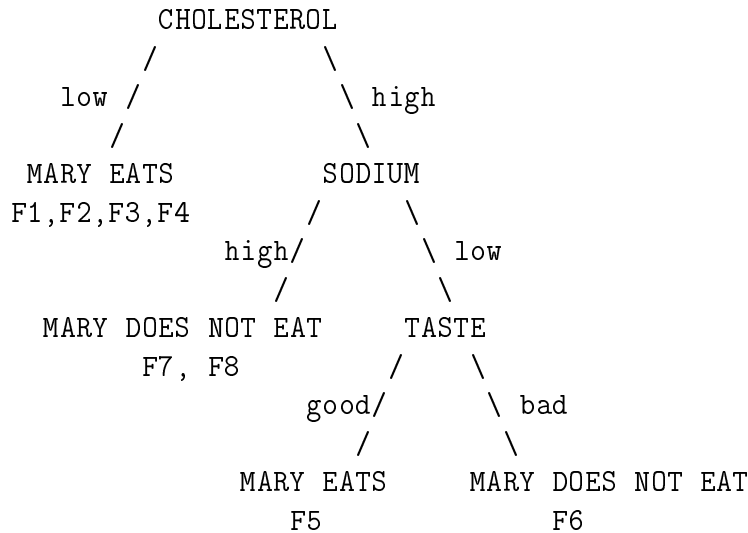 CHOLESTEROL
low high
MARY EATS SODIUM
F1,F2,F3,F4
high low
MARY DOES NOT EAT TASTE
F7, F8
good bad
MARY EATS MARY DOES NOT EAT
F5 F6